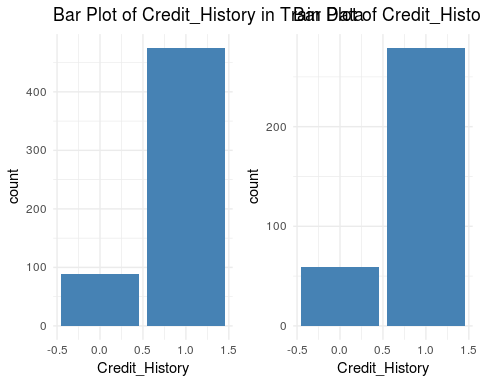 Bar Plot of Credit_History in Train Data
Bar Plot of Credit_Histo
count
400
300
200
100
0
-0.5 0.0 0.5 1.0 1.5
Credit_History
count
200
100
0
-0.5 0.0 0.5 1.0 1.5
Credit_History